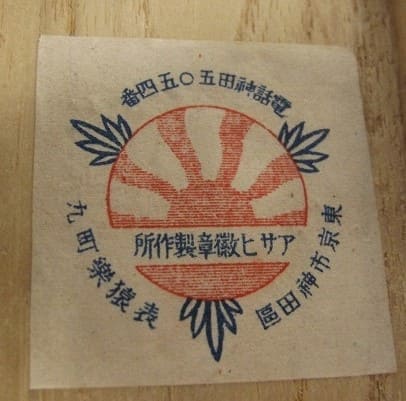 電話神田五〇五四番
アサヒ徽章製作所
東京市神田區
表猿樂町九